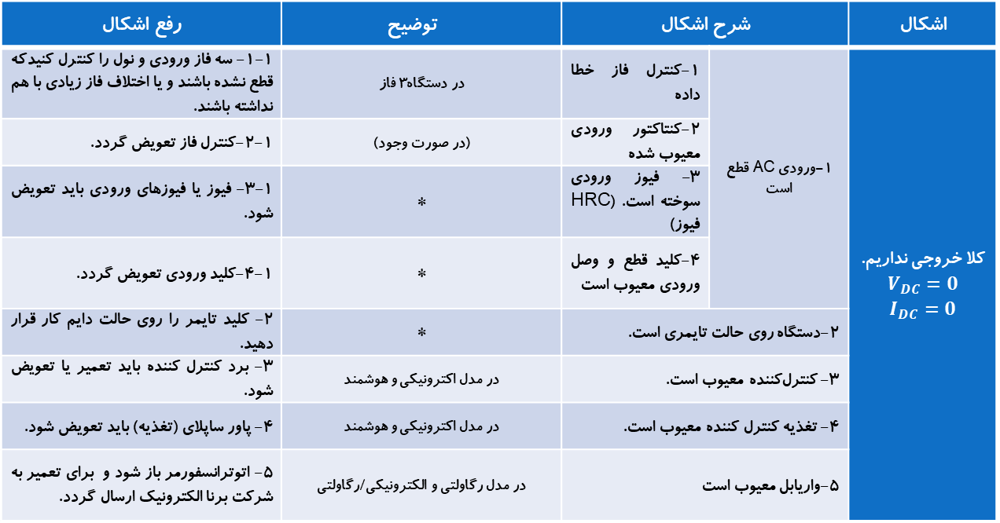 اشکال
شرح اشکال
توضیح
رفع اشکال
کلا خروجی نداریم.
V_DC = 0
I_DC = 0
۱-ورودی AC قطع
است
۱-کنترل فاز خطا
داده
در دستگاه۳ فاز
۱-۱- سه فاز ورودی و نول را کنترل کنیدکه
قطع نشده باشند و یا اختلاف فاز زیادی با هم
نداشته باشند.
۲-کنتاکتور ورودی
معیوب شده
(در صورت وجود)
۱-۲-کنترل فاز تعویض گردد.
۳- فیوز ورودی
سوخته است. (HRC
فیوز)
*
۱-۳- فیوز یا فیوزهای ورودی باید تعویض
شود.
۴-کلید قطع و وصل
ورودی معیوب است
*
۱-۴-کلید ورودی تعویض گردد.
۲-دستگاه روی حالت تایمری است.
*
۲- کلید تایمر را روی حالت دایم کار قرار
دهید.
۳- کنترل‌کننده معیوب است.
در مدل اکترونیکی و هوشمند
۳- برد کنترل کننده باید تعمیر یا تعویض
شود.
۴- تغذیه کنترل کننده معیوب است.
در مدل اکترونیکی و هوشمند
۴- پاور ساپلای (تغذیه) باید تعویض شود.
۵-واریابل معیوب است
در مدل رگاولتی و الکترونیکی/رگاولتی
۵- اتوترانسفورمر باز شود و برای تعمیر به
شرکت برنا الکترونیک ارسال گردد.